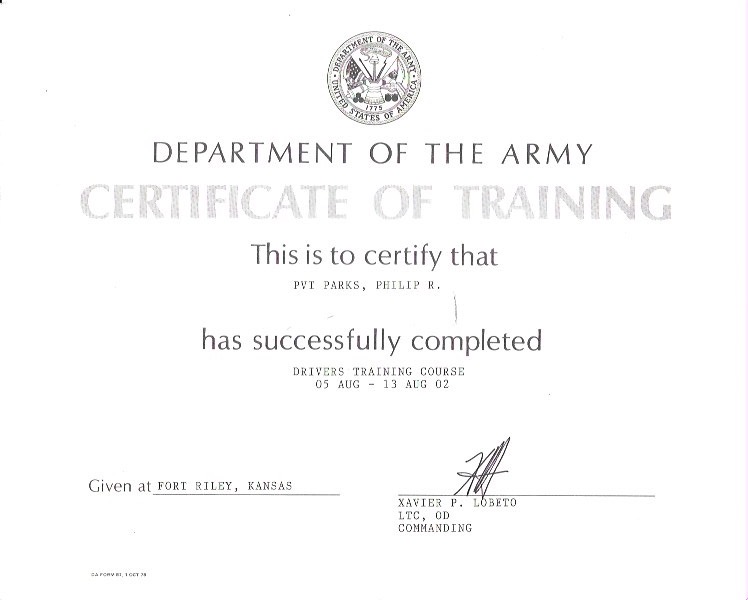 DEPARTMENT OF THE ARMY
UNITED STATES OF AMERICA
1775
DEPARTMENT OF THE ARMY
CERTIFICATE OF TRAINING
This is to certify that
PVT PARKS, PHILIP R.
has successfully completed
DRIVERS TRAINING COURSE
05 AUG - 13 AUG 02
Given at FORT RILEY, KANSAS
XAVIER P. LOBETO
LTC, OD
COMMANDING
DA FORM 87, 1 OCT 78